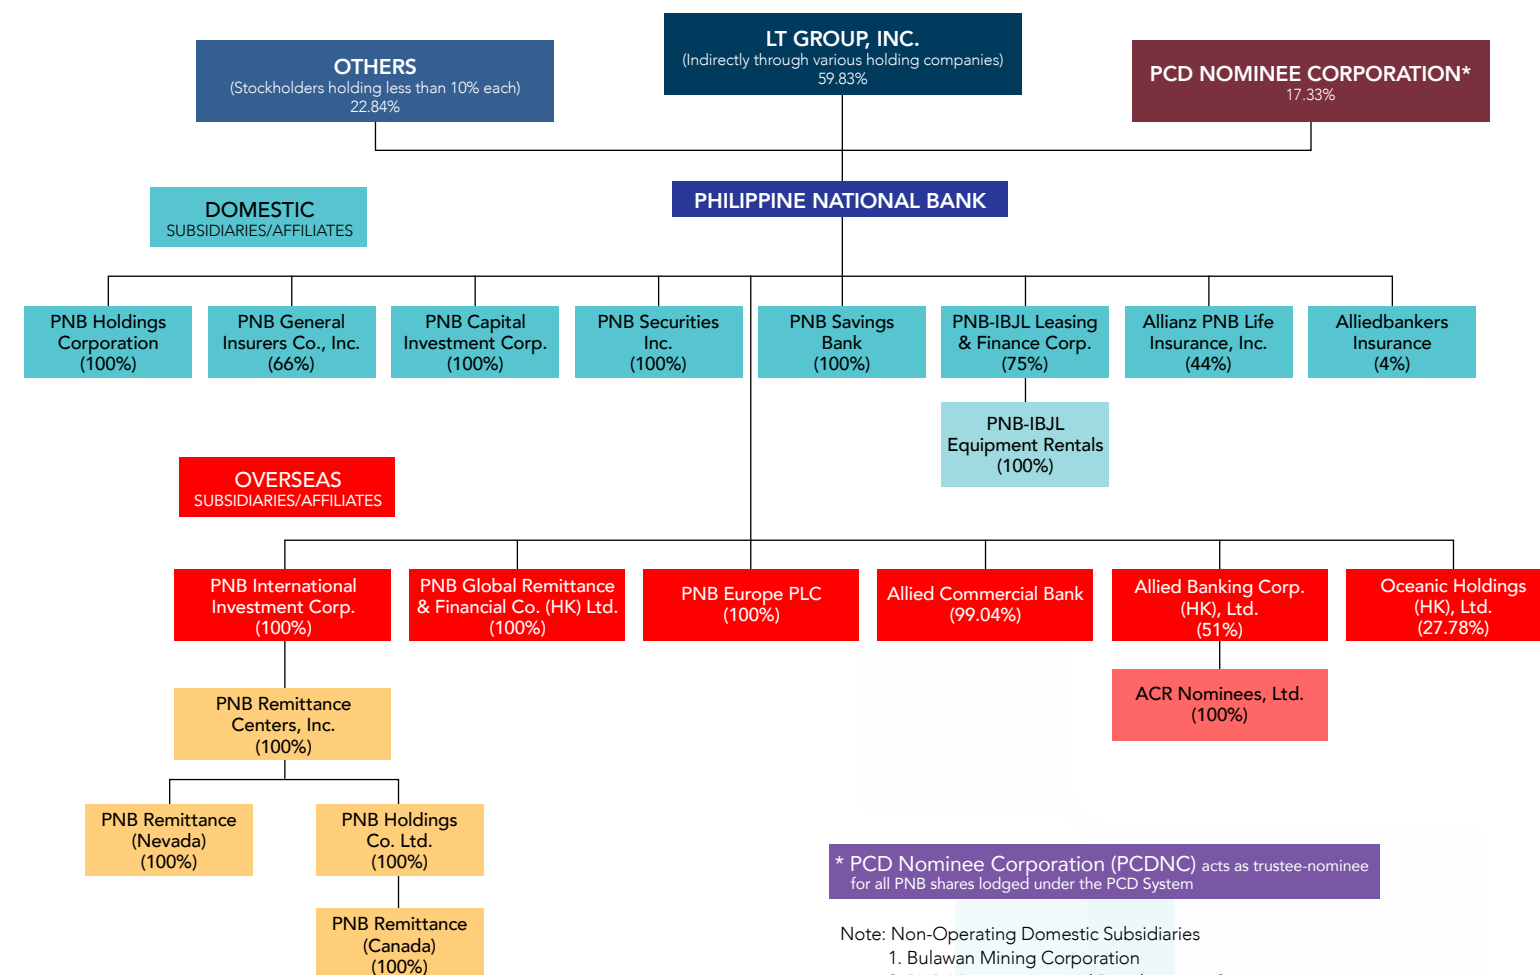 OTHERS
(Stockholders holding less than 10% each)
22.84%
LT GROUP, INC.
(Indirectly through various holding companies)
59.83%
PCD NOMINEE CORPORATION*
17.33%
PHILIPPINE NATIONAL BANK
DOMESTIC
SUBSIDIARIES/AFFILIATES
PNB Holdings
Corporation
(100%)
PNB General
Insurers Co., Inc.
(66%)
PNB Capital
Investment Corp.
(100%)
PNB Securities
Inc.
(100%)
PNB Savings
Bank
(100%)
PNB-IBJL Leasing
& Finance Corp.
(75%)
Allianz PNB Life
Insurance, Inc.
(44%)
Alliedbankers
Insurance
(4%)
PNB-IBJL
Equipment Rentals
(100%)
OVERSEAS
SUBSIDIARIES/AFFILIATES
PNB International
Investment Corp.
(100%)
PNB Global Remittance
& Financial Co. (HK) Ltd.
(100%)
PNB Europe PLC
(100%)
Allied Commercial Bank
(99.04%)
Allied Banking Corp.
(HK), Ltd.
(51%)
Oceanic Holdings
(HK), Ltd.
(27.78%)
PNB Remittance
Centers, Inc.
(100%)
ACR Nominees, Ltd.
(100%)
PNB Remittance
(Nevada)
(100%)
PNB Holdings
Co. Ltd.
(100%)
PNB Remittance
(Canada)
(100%)
* PCD Nominee Corporation (PCDNC) acts as trustee-nominee
for all PNB shares lodged under the PCD System
Note: Non-Operating Domestic Subsidiaries
1. Bulawan Mining Corporation